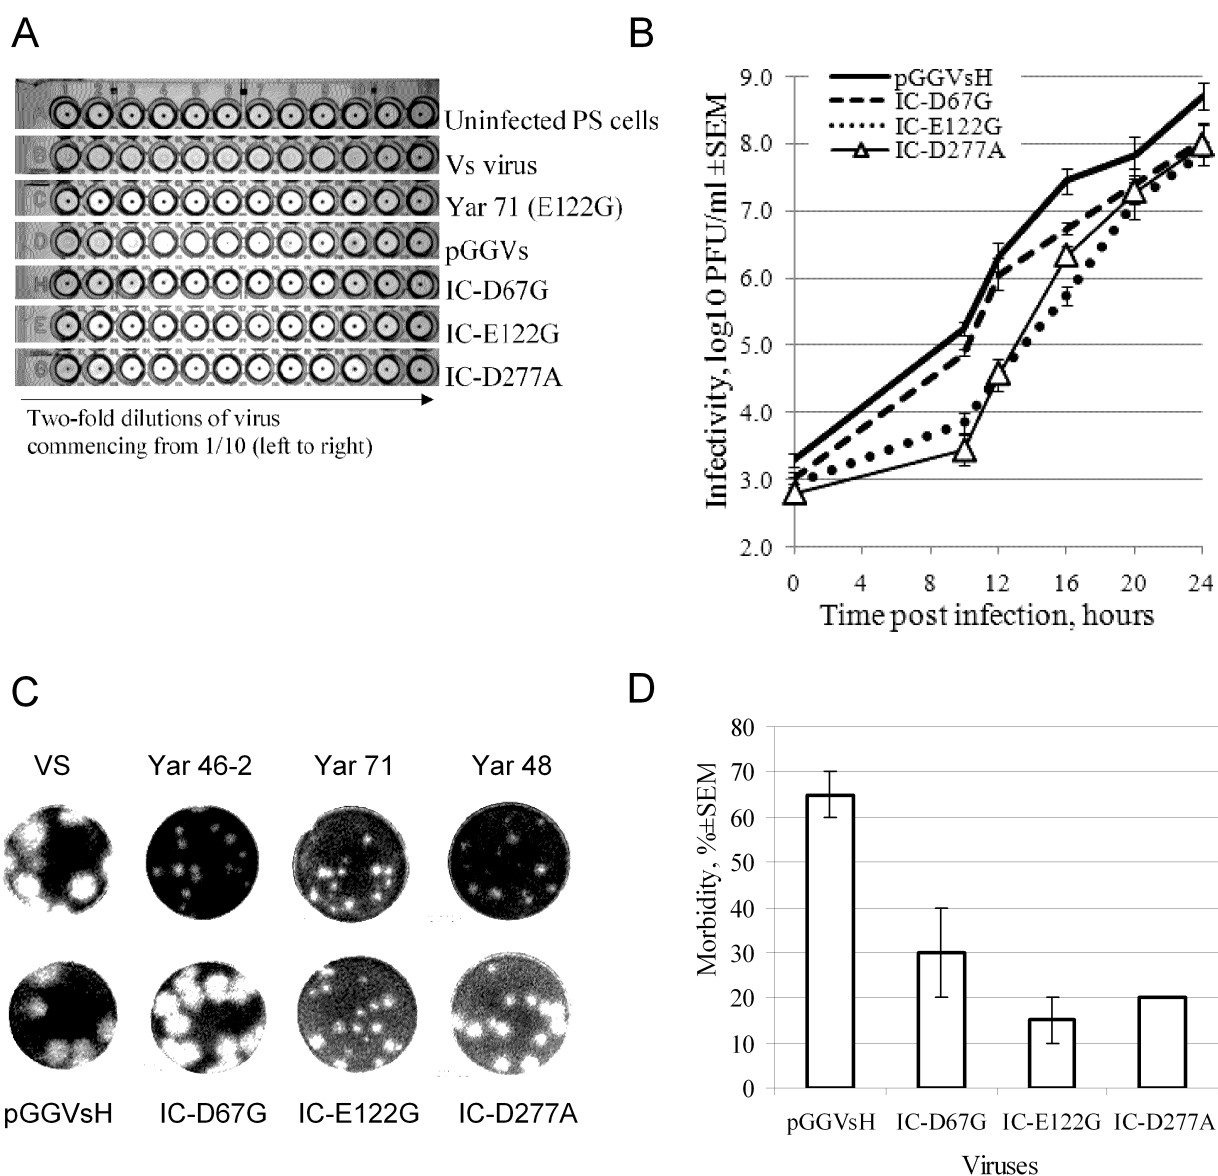 A
Uninfected PS cells
Vs virus
Yar 71 (E122G)
pGGVs
IC-D67G
IC-E122G
IC-D277A
Two-fold dilutions of virus
commencing from 1/10 (left to right)
B
pGGVsH
IC-D67G
IC-E122G
IC-D277A
Infectivity, log10 PFU/ml ±SEM
9.0
8.0
7.0
6.0
5.0
4.0
3.0
2.0
0 4 8 12 16 20 24
Time post infection, hours
C
VS Yar 46-2 Yar 71 Yar 48
pGGVsH IC-D67G IC-E122G IC-D277A
D
Morbidity, %±SEM
80
70
60
50
40
30
20
10
0
pGGVsH IC-D67G IC-E122G IC-D277A
Viruses